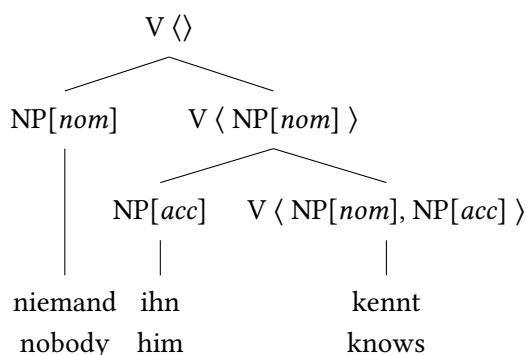 V ⟨⟩
NP[nom] V ⟨ NP[nom] ⟩
NP[acc] V ⟨ NP[nom], NP[acc] ⟩
niemand ihn kennt
nobody him knows